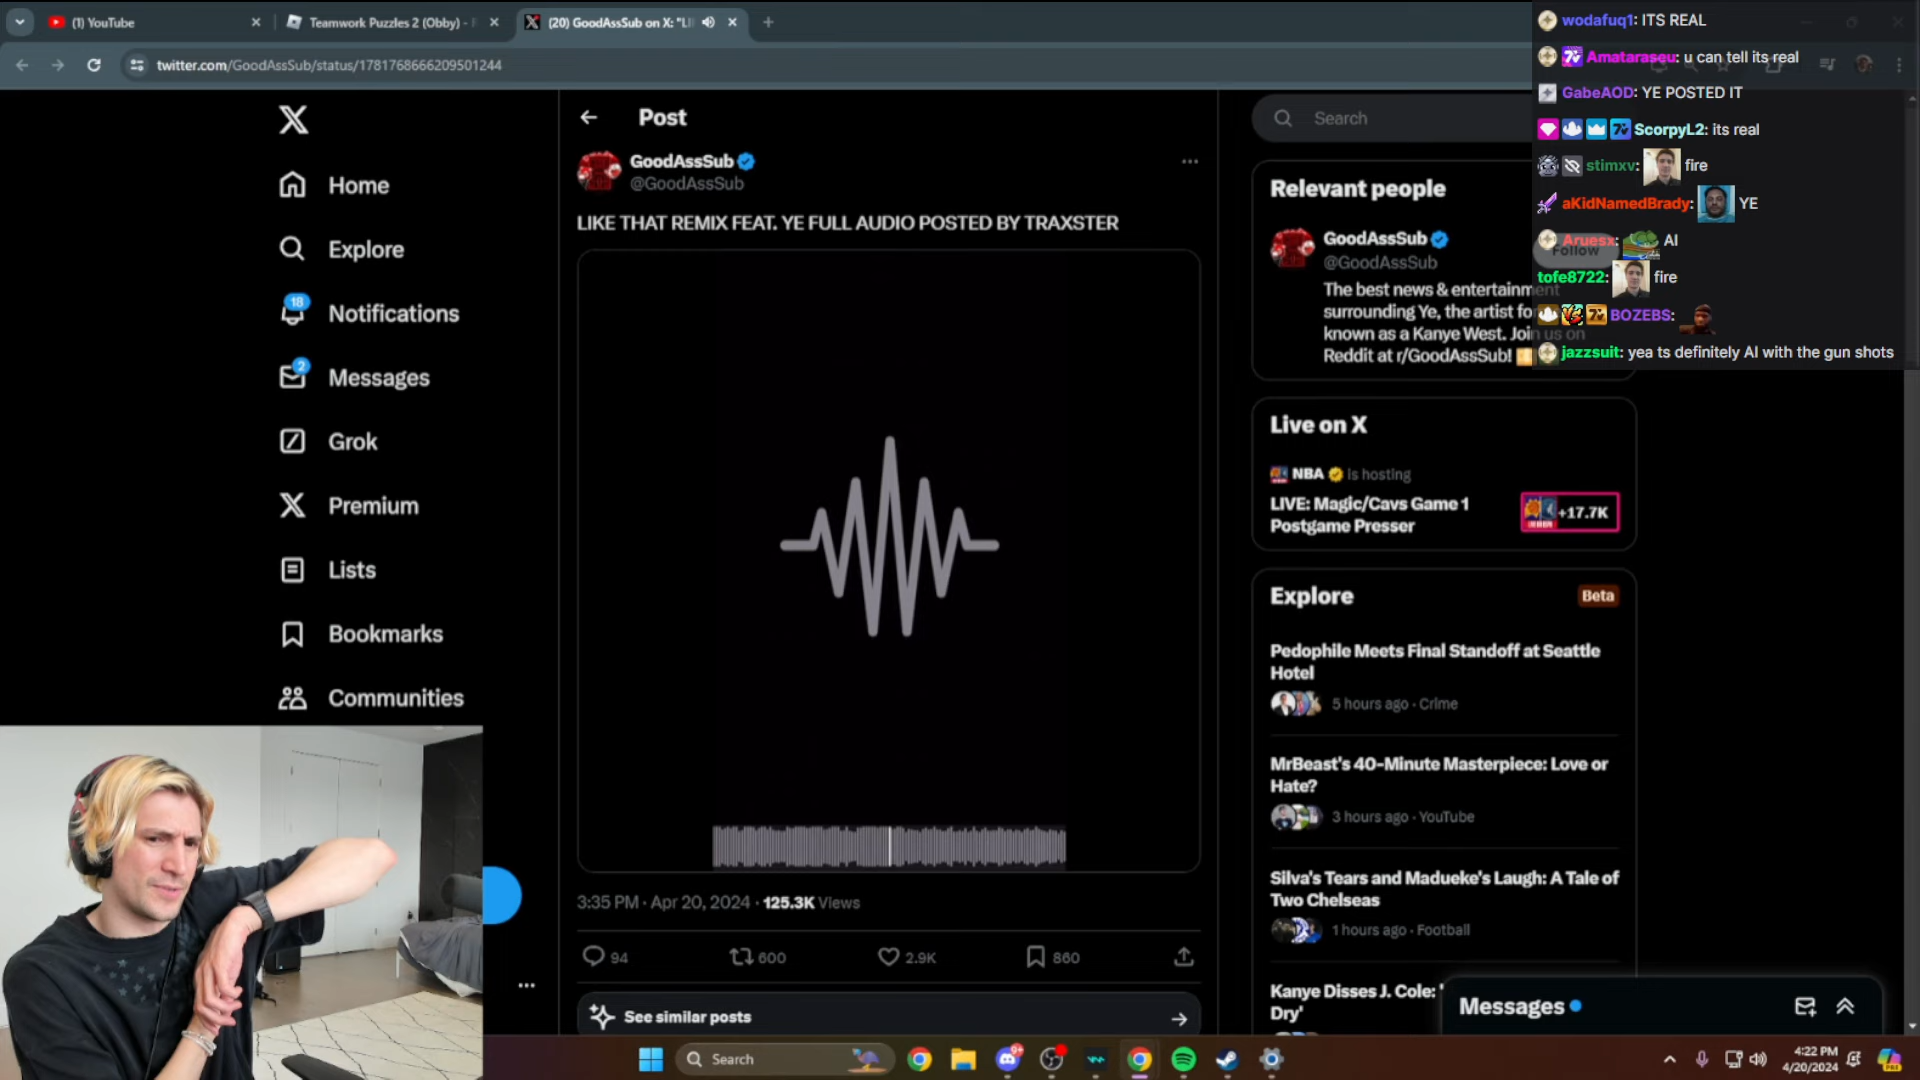 (1) YouTube
Teamwork Puzzles 2 (Obby) -
(20) GoodAssSub on X: "LI
twitter.com/GoodAssSub/status/1781768666209501244
Home
Explore
18
Notifications
2
Messages
Grok
Premium
Lists
Bookmarks
Communities
Post
GoodAssSub
@GoodAssSub
LIKE THAT REMIX FEAT. YE FULL AUDIO POSTED BY TRAXSTER
3:35 PM · Apr 20, 2024 · 125.3K Views
94
600
2.9K
860
See similar posts
Search
Relevant people
GoodAssSub
@GoodAssSub
Follow
The best news & entertainment
surrounding Ye, the artist fo
known as a Kanye West. Join us on
Reddit at r/GoodAssSub!
Live on X
NBA is hosting
LIVE: Magic/Cavs Game 1
Postgame Presser
+17.7K
Explore
Beta
Pedophile Meets Final Standoff at Seattle
Hotel
5 hours ago · Crime
MrBeast's 40-Minute Masterpiece: Love or
Hate?
3 hours ago · YouTube
Silva's Tears and Madueke's Laugh: A Tale of
Two Chelseas
1 hours ago · Football
Kanye Disses J. Cole: '
Dry'
Messages
wodafuq1: ITS REAL
Amataraseu: u can tell its real
GabeAOD: YE POSTED IT
ScorpyL2: its real
stimxv: fire
aKidNamedBrady: YE
Aruesx: AI
tofe8722: fire
BOZEBS:
jazzsuit: yea ts definitely AI with the gun shots
Search
4:22 PM
4/20/2024